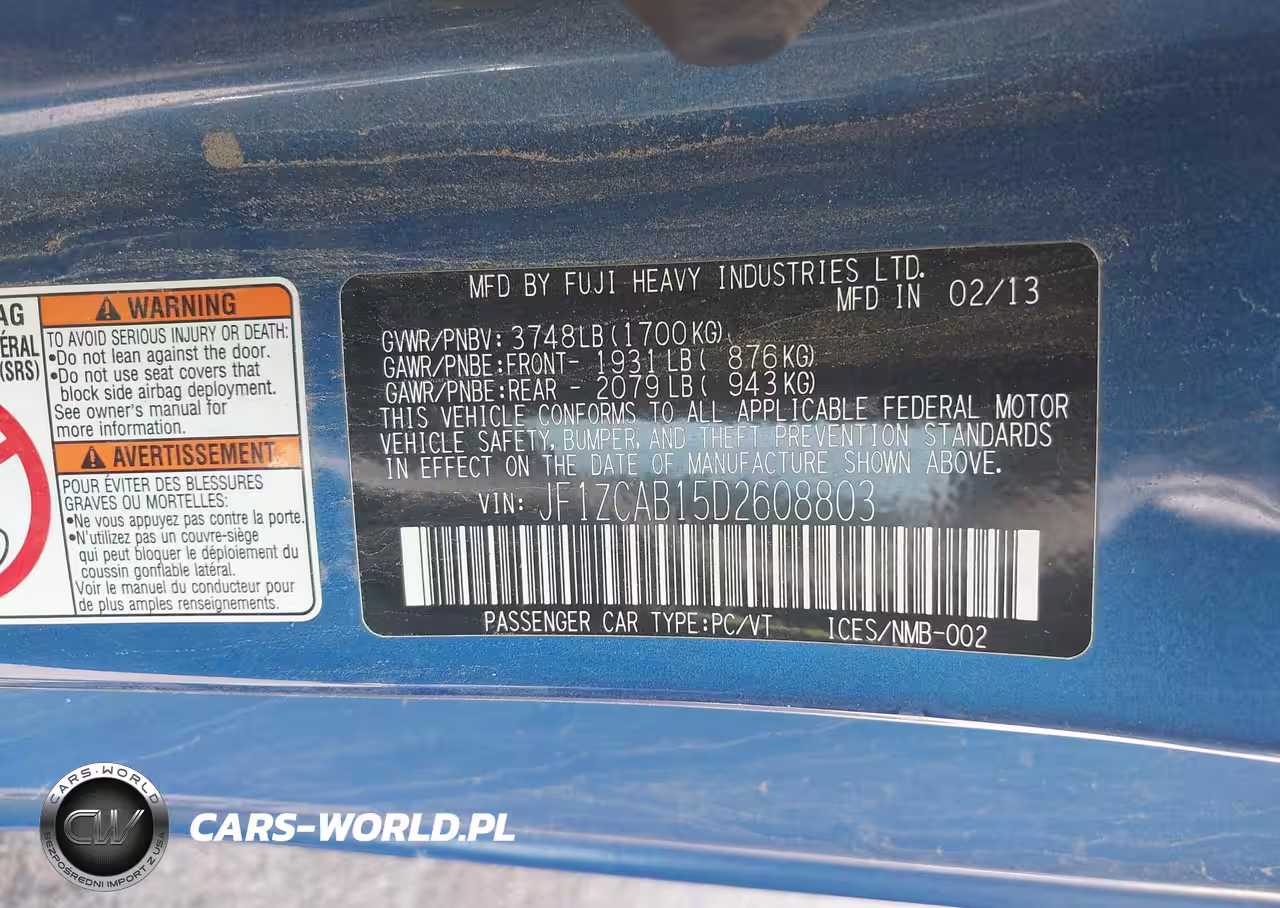 AG
ÉRAL
(SRS)
WARNING
TO AVOID SERIOUS INJURY OR DEATH:
•Do not lean against the door.
•Do not use seat covers that
block side airbag deployment.
See owner's manual for
more information.
AVERTISSEMENT
POUR ÉVITER DES BLESSURES
GRAVES OU MORTELLES:
•Ne vous appuyez pas contre la porte.
•N'utilizez pas un couvre-siège
qui peut bloquer le déploiement du
coussin gonflable latéral.
Voir le manuel du conducteur pour
de plus amples renseignements.
MFD BY FUJI HEAVY INDUSTRIES LTD.
MFD IN 02/13
GVWR/PNBV: 3748LB(1700KG)
GAWR/PNBE:FRONT- 1931LB( 876KG)
GAWR/PNBE:REAR - 2079LB( 943KG)
THIS VEHICLE CONFORMS TO ALL APPLICABLE FEDERAL MOTOR
VEHICLE SAFETY, BUMPER, AND THEFT PREVENTION STANDARDS
IN EFFECT ON THE DATE OF MANUFACTURE SHOWN ABOVE.
VIN: JF1ZCAB15D2608803
PASSENGER CAR TYPE:PC/VT ICES/NMB-002
CARS-WORLD
CW
BEZPOŚREDNI IMPORT Z USA
CARS-WORLD.PL